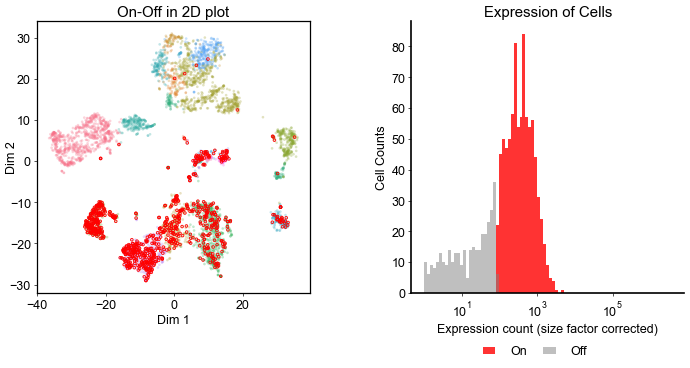 On-Off in 2D plot
Expression of Cells
30
20
10
0
−10
−20
−30
Dim 2
−40
−20
0
20
Dim 1
80
70
60
50
40
30
20
10
0
Cell Counts
10^1
10^3
10^5
Expression count (size factor corrected)
On
Off